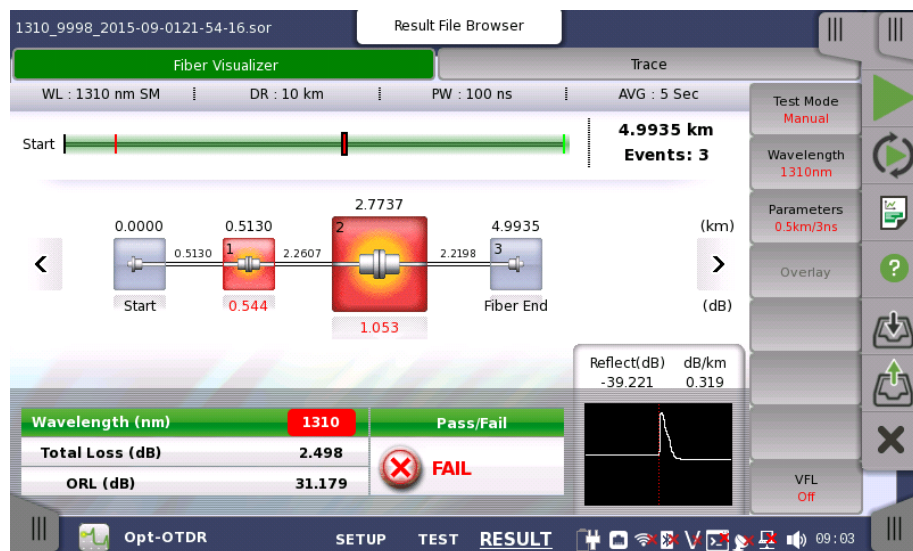 1310_9998_2015-09-0121-54-16.sor
Result File Browser
Fiber Visualizer
Trace
WL : 1310 nm SM
DR : 10 km
PW : 100 ns
AVG : 5 Sec
Test Mode
Manual
Start
4.9935 km
Events: 3
Wavelength
1310nm
2.7737
0.0000
0.5130
4.9935
(km)
Parameters
0.5km/3ns
1
2
3
0.5130
2.2607
2.2198
Overlay
Start
0.544
Fiber End
(dB)
1.053
Reflect(dB)
dB/km
-39.221
0.319
Wavelength (nm)
1310
Pass/Fail
Total Loss (dB)
2.498
FAIL
ORL (dB)
31.179
VFL
Off
Opt-OTDR
SETUP
TEST
RESULT
09:03